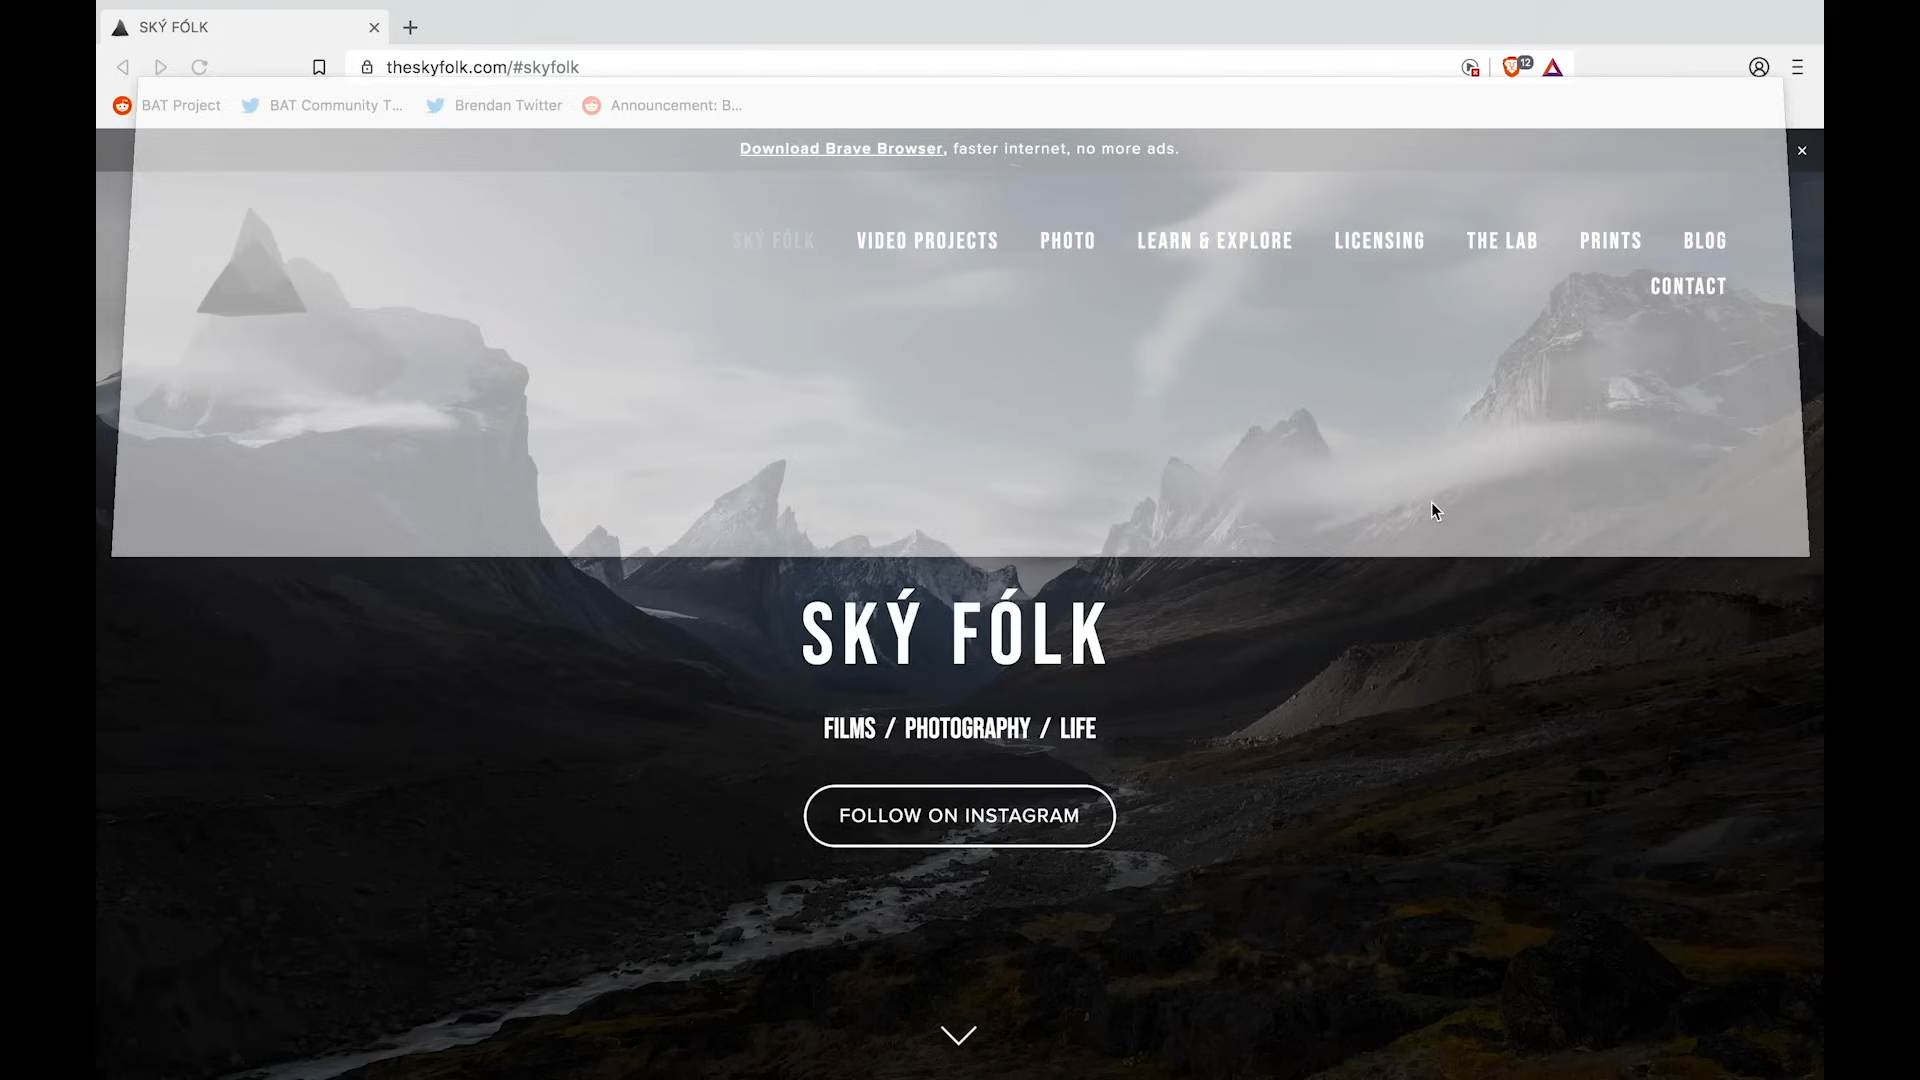 SKÝ FÓLK
theskyfolk.com/#skyfolk
12
BAT Project
BAT Community T...
Brendan Twitter
Announcement: B...
Download Brave Browser, faster internet, no more ads.
SKÝ FÓLK
VIDEO PROJECTS
PHOTO
LEARN & EXPLORE
LICENSING
THE LAB
PRINTS
BLOG
CONTACT
SKÝ FÓLK
FILMS / PHOTOGRAPHY / LIFE
FOLLOW ON INSTAGRAM